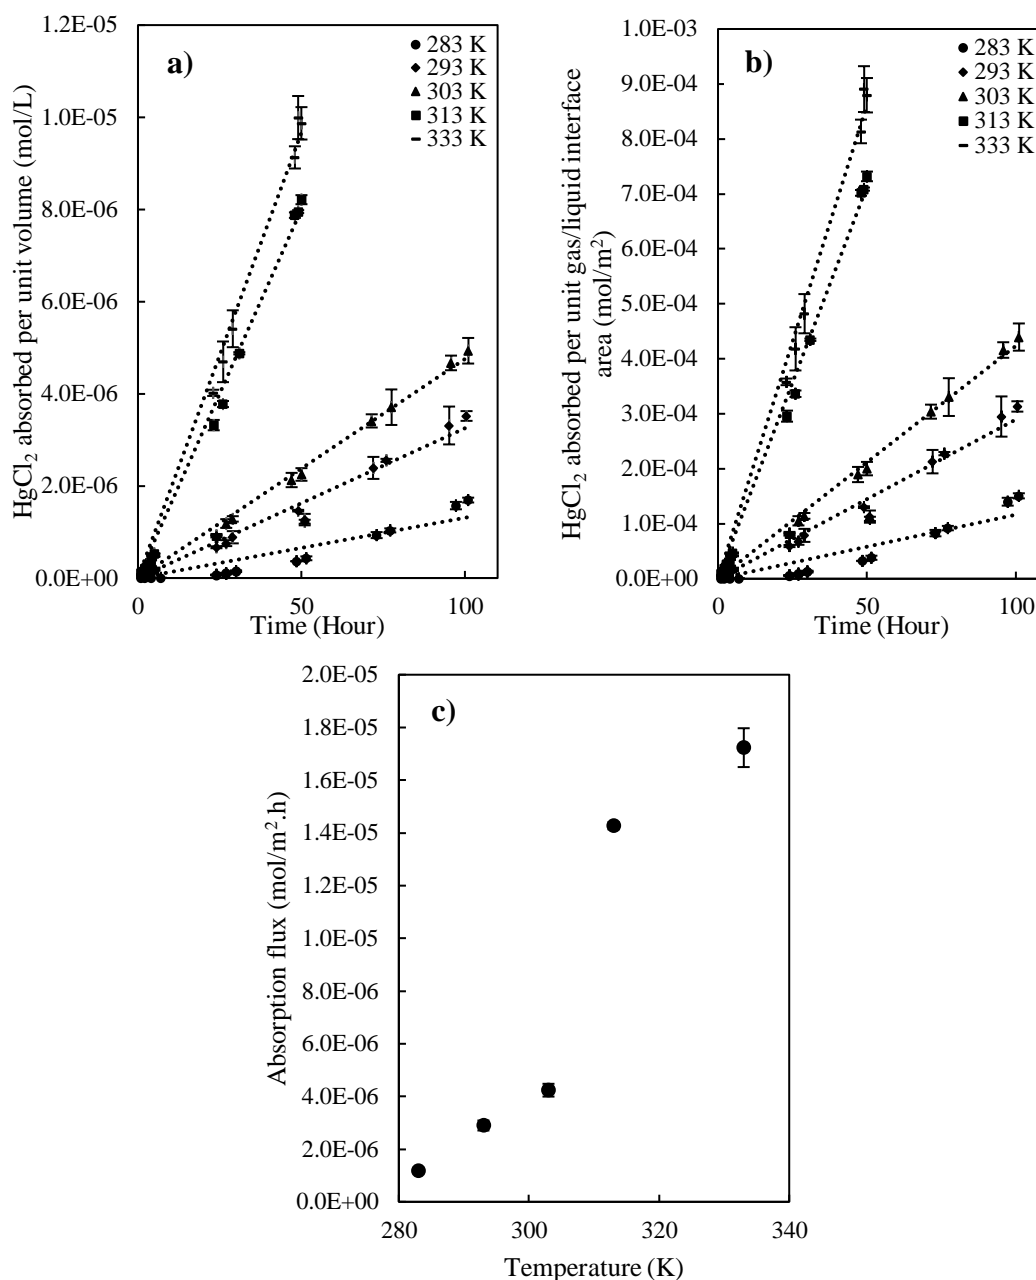 a)
HgCl2 absorbed per unit volume (mol/L)
1.2E-05
1.0E-05
8.0E-06
6.0E-06
4.0E-06
2.0E-06
0.0E+00
0
50
100
Time (Hour)
283 K
293 K
303 K
313 K
333 K
b)
HgCl2 absorbed per unit gas/liquid interface
area (mol/m2)
1.0E-03
9.0E-04
8.0E-04
7.0E-04
6.0E-04
5.0E-04
4.0E-04
3.0E-04
2.0E-04
1.0E-04
0.0E+00
0
50
100
Time (Hour)
283 K
293 K
303 K
313 K
333 K
c)
Absorption flux (mol/m2.h)
2.0E-05
1.8E-05
1.6E-05
1.4E-05
1.2E-05
1.0E-05
8.0E-06
6.0E-06
4.0E-06
2.0E-06
0.0E+00
280
300
320
340
Temperature (K)